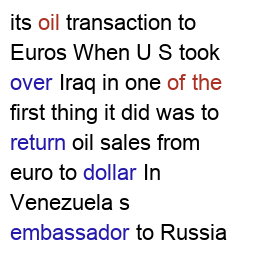 its oil transaction to
Euros When U S took
over Iraq in one of the
first thing it did was to
return oil sales from
euro to dollar In
Venezuela s
embassador to Russia